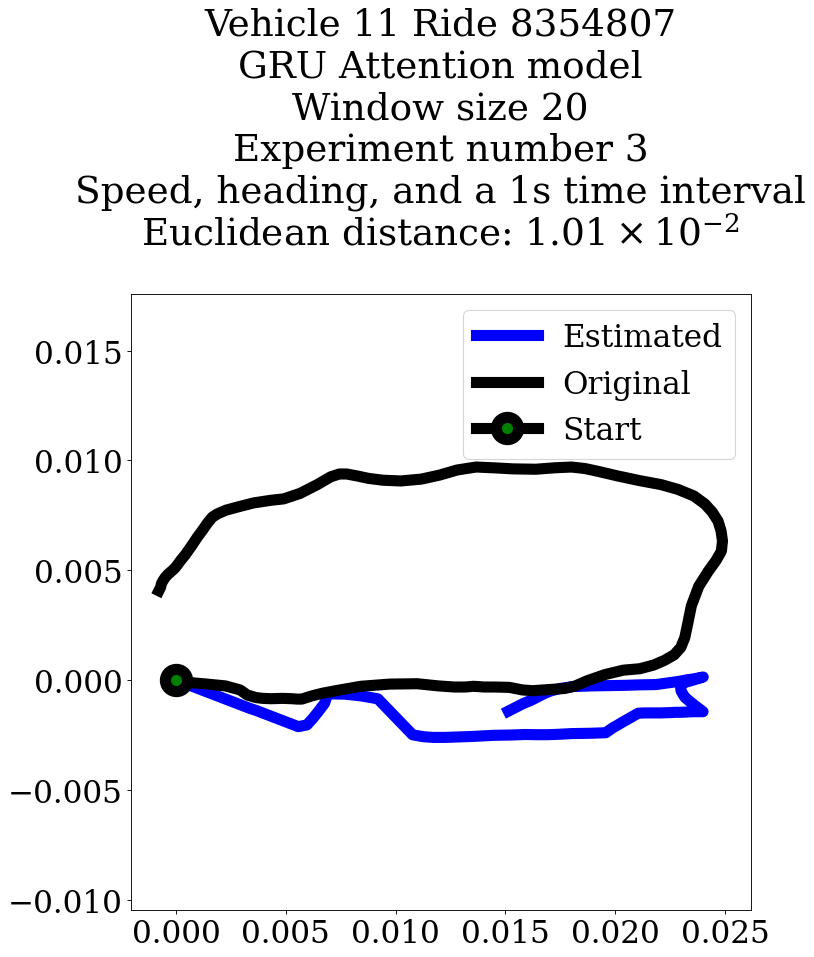 Vehicle 11 Ride 8354807
GRU Attention model
Window size 20
Experiment number 3
Speed, heading, and a 1s time interval
Euclidean distance: 1.01 × 10⁻²
Estimated
Original
Start
0.015
0.010
0.005
0.000
−0.005
−0.010
0.000 0.005 0.010 0.015 0.020 0.025